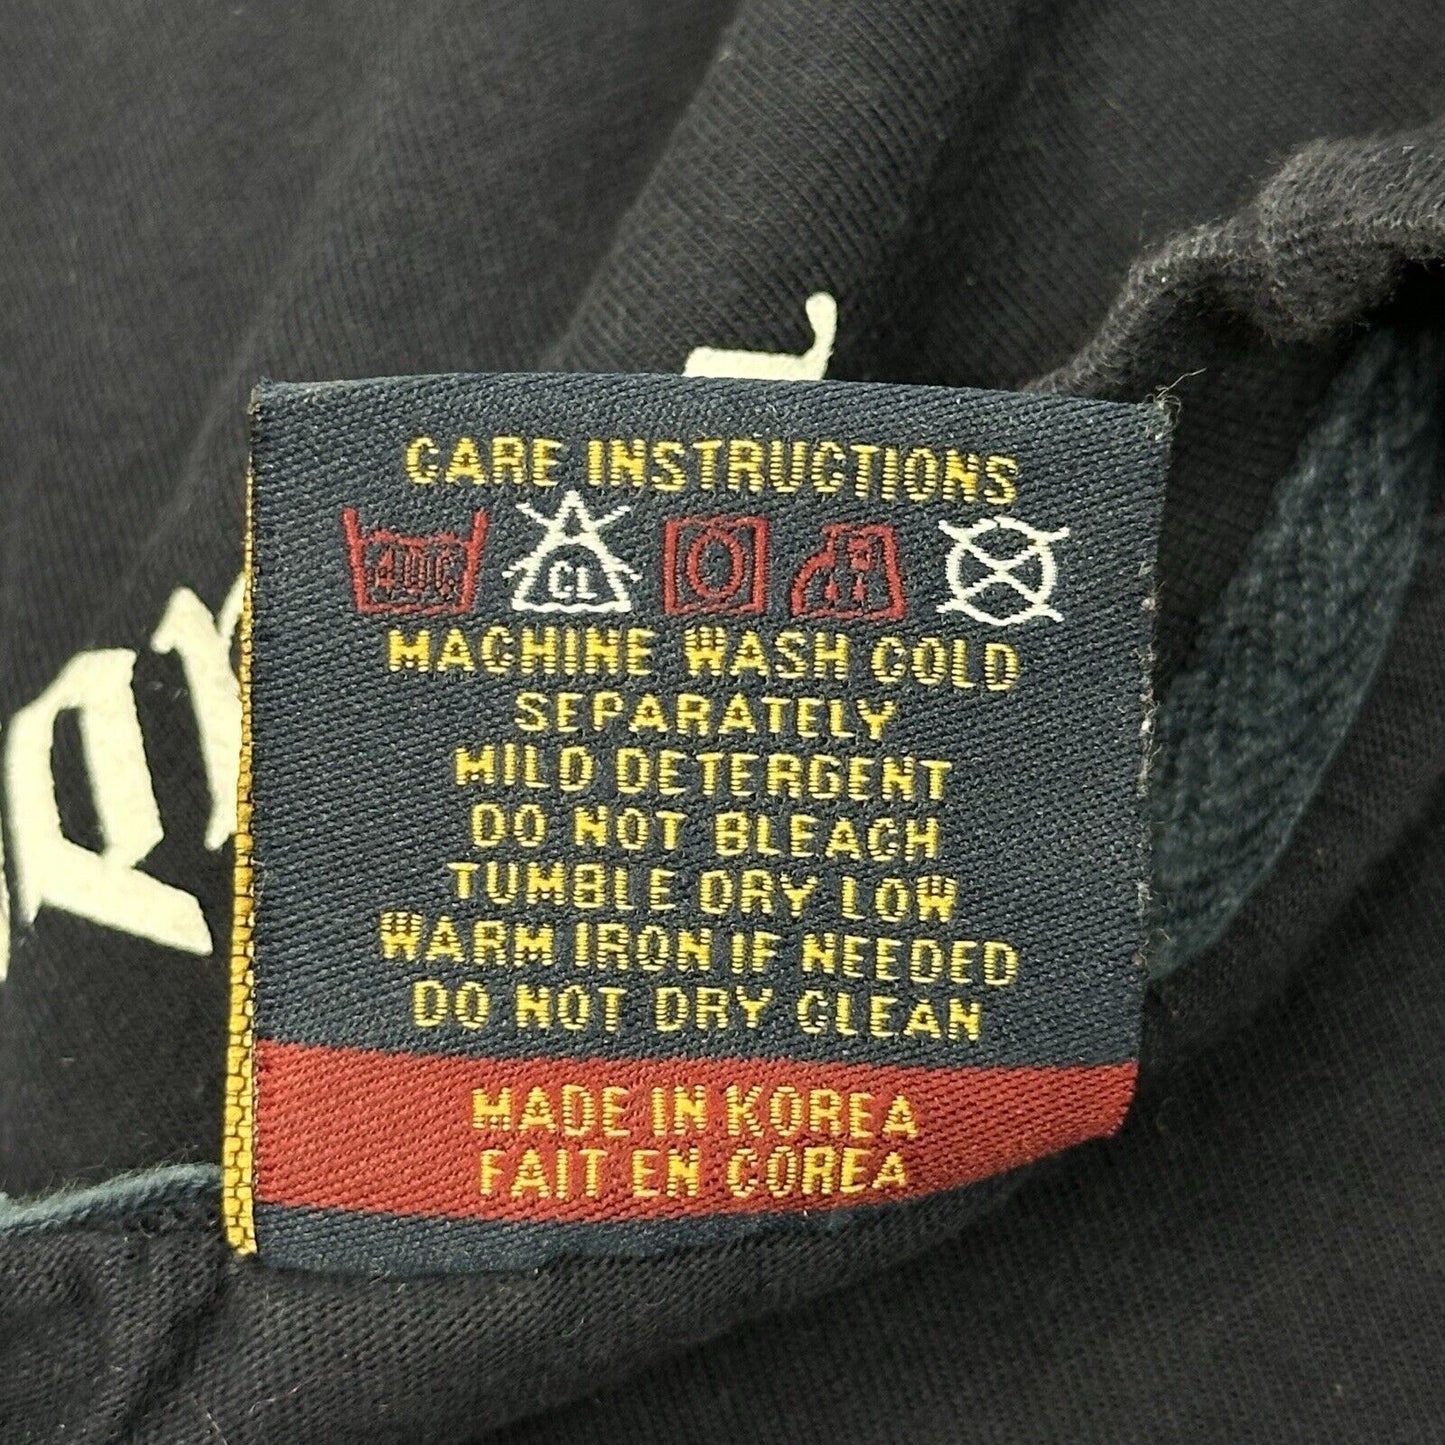 CARE INSTRUCTIONS
CL
MACHINE WASH COLD
SEPARATELY
MILD DETERGENT
DO NOT BLEACH
TUMBLE DRY LOW
WARM IRON IF NEEDED
DO NOT DRY CLEAN
MADE IN KOREA
FAIT EN COREA